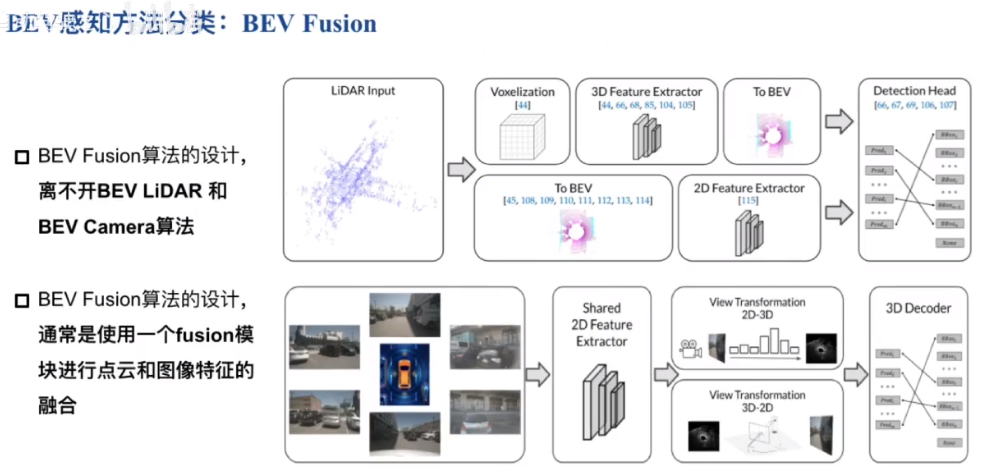 BEV感知方法分类：BEV Fusion
BEV Fusion算法的设计，
离不开BEV LiDAR 和
BEV Camera算法
BEV Fusion算法的设计，
通常是使用一个fusion模
块进行点云和图像特征的
融合
LiDAR Input
Voxelization
[44]
3D Feature Extractor
[44, 66, 68, 85, 104, 105]
To BEV
To BEV
[45, 108, 109, 110, 111, 112, 113, 114]
2D Feature Extractor
[115]
Detection Head
[66, 67, 69, 106, 107]
None
Shared
2D Feature
Extractor
View Transformation
2D-3D
View Transformation
3D-2D
3D Decoder
None